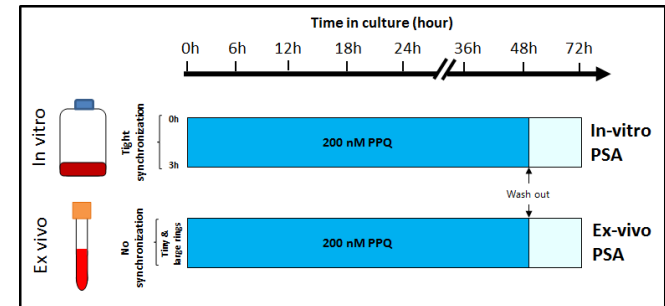 Time in culture (hour)
0h 6h 12h 18h 24h 36h 48h 72h
In vitro
Tight
synchronization
0h
3h
200 nM PPQ
In-vitro
PSA
Wash out
Ex vivo
No
synchronization
Tiny &
large rings
200 nM PPQ
Ex-vivo
PSA